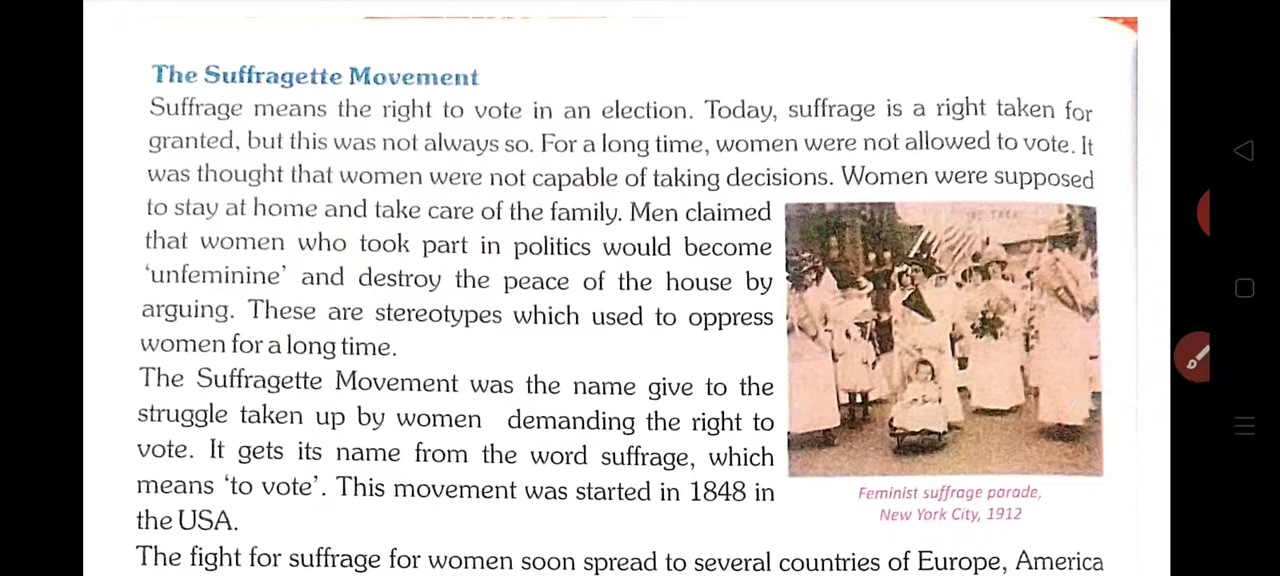 The Suffragette Movement
Suffrage means the right to vote in an election. Today, suffrage is a right taken for
granted, but this was not always so. For a long time, women were not allowed to vote. It
was thought that women were not capable of taking decisions. Women were supposed
to stay at home and take care of the family. Men claimed
that women who took part in politics would become
‘unfeminine’ and destroy the peace of the house by
arguing. These are stereotypes which used to oppress
women for a long time.
The Suffragette Movement was the name give to the
struggle taken up by women demanding the right to
vote. It gets its name from the word suffrage, which
means ‘to vote’. This movement was started in 1848 in
the USA.
Feminist suffrage parade,
New York City, 1912
The fight for suffrage for women soon spread to several countries of Europe, America